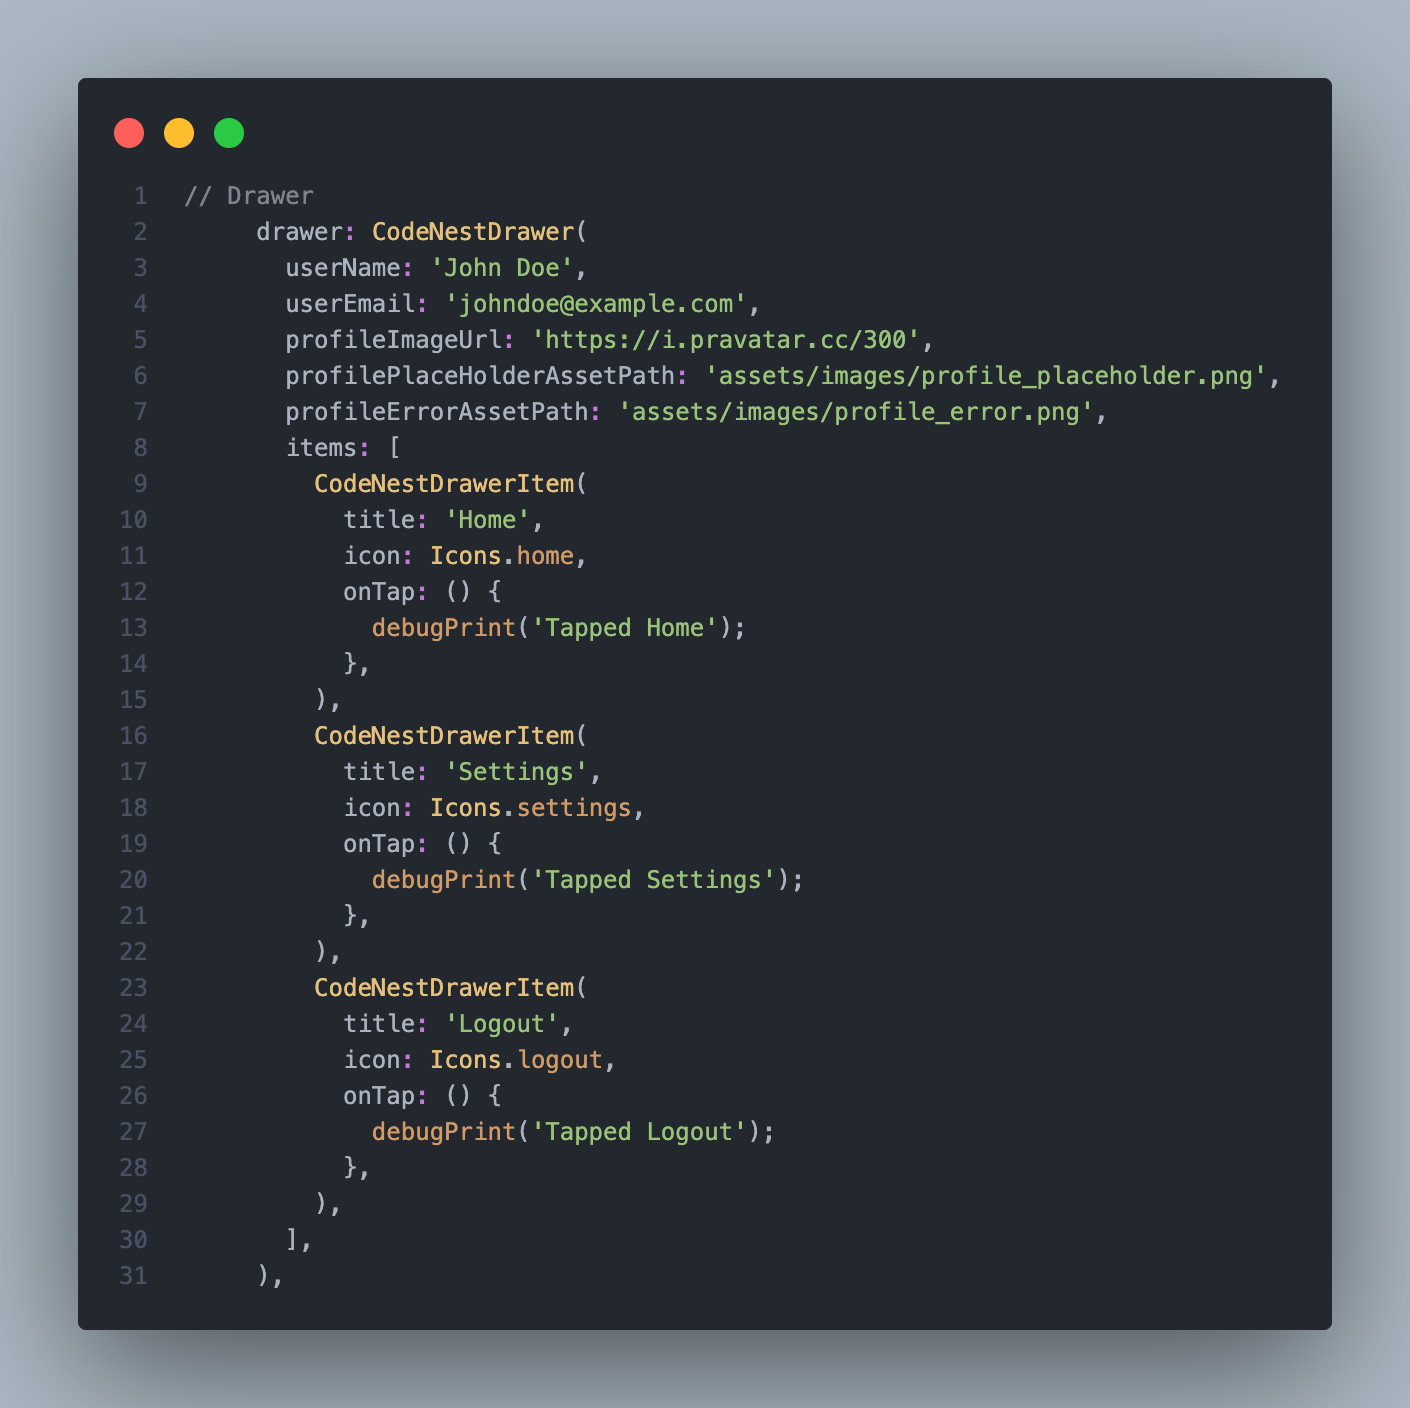 1 // Drawer
2 drawer: CodeNestDrawer(
3 userName: 'John Doe',
4 userEmail: 'johndoe@example.com',
5 profileImageUrl: 'https://i.pravatar.cc/300',
6 profilePlaceHolderAssetPath: 'assets/images/profile_placeholder.png',
7 profileErrorAssetPath: 'assets/images/profile_error.png',
8 items: [
9 CodeNestDrawerItem(
10 title: 'Home',
11 icon: Icons.home,
12 onTap: () {
13 debugPrint('Tapped Home');
14 },
15 ),
16 CodeNestDrawerItem(
17 title: 'Settings',
18 icon: Icons.settings,
19 onTap: () {
20 debugPrint('Tapped Settings');
21 },
22 ),
23 CodeNestDrawerItem(
24 title: 'Logout',
25 icon: Icons.logout,
26 onTap: () {
27 debugPrint('Tapped Logout');
28 },
29 ),
30 ],
31 ),